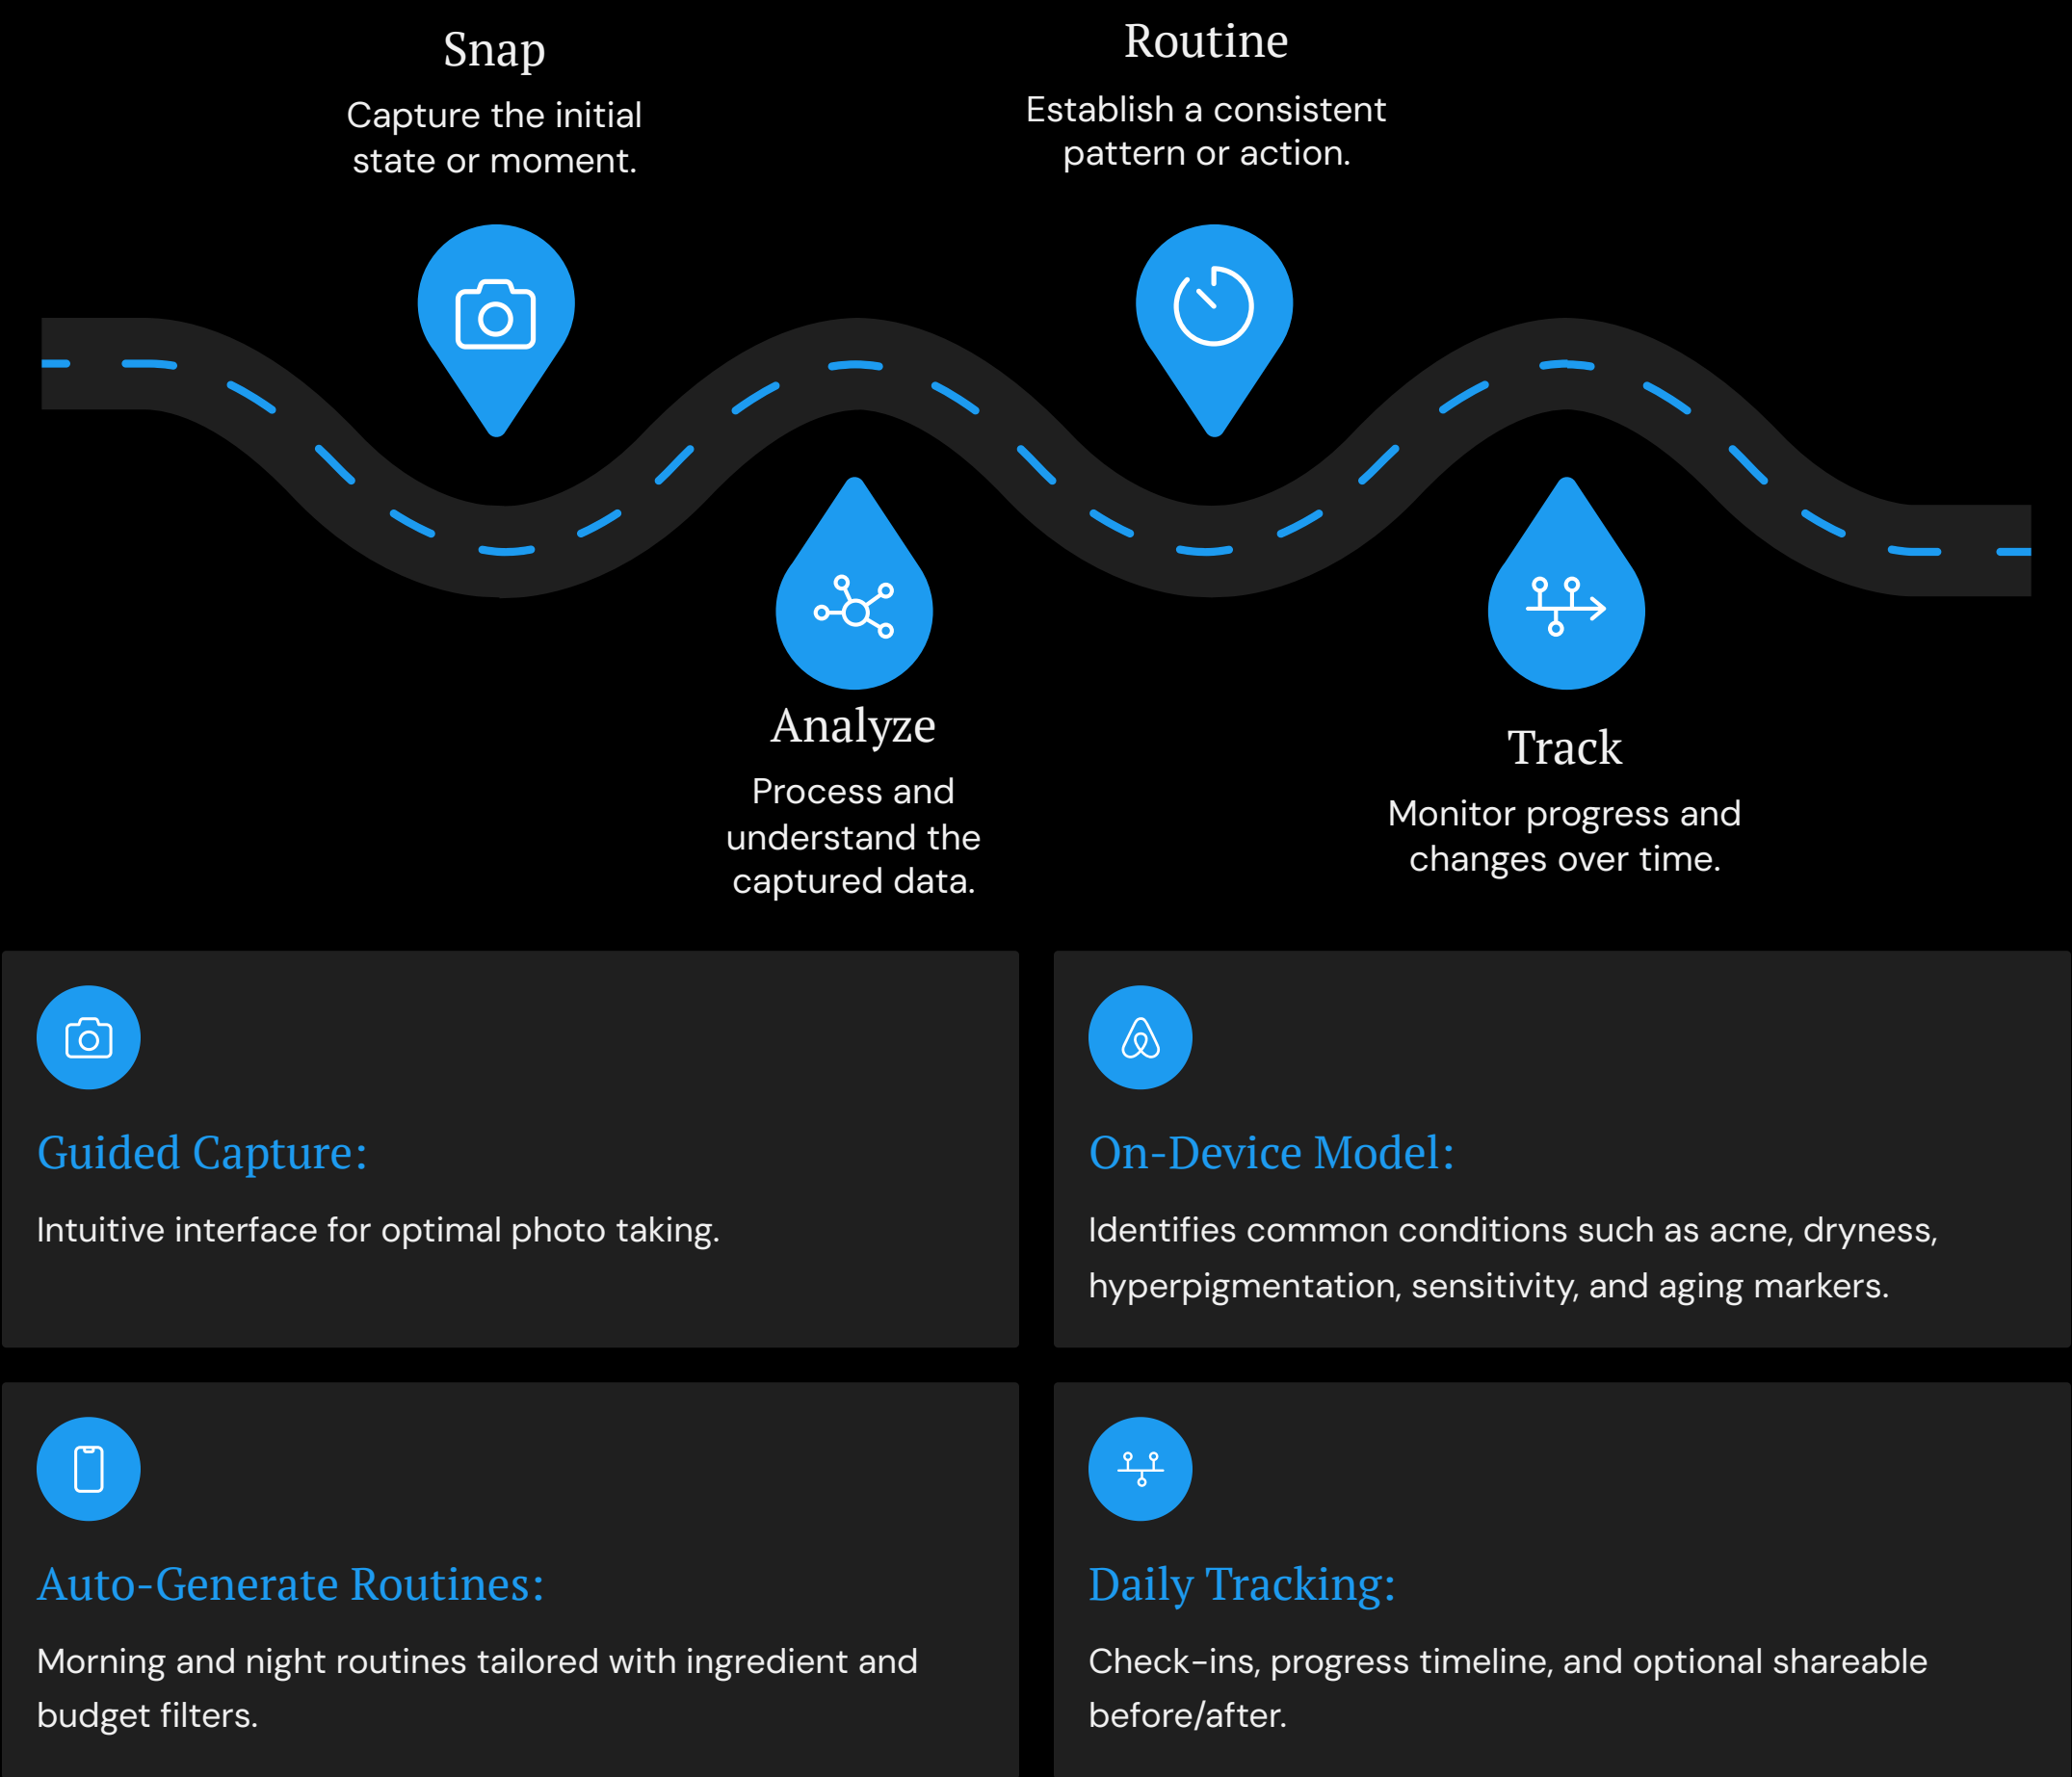 Snap
Capture the initial
state or moment.
Routine
Establish a consistent
pattern or action.
Analyze
Process and
understand the
captured data.
Track
Monitor progress and
changes over time.
Guided Capture:
Intuitive interface for optimal photo taking.
On-Device Model:
Identifies common conditions such as acne, dryness,
hyperpigmentation, sensitivity, and aging markers.
Auto-Generate Routines:
Morning and night routines tailored with ingredient and
budget filters.
Daily Tracking:
Check-ins, progress timeline, and optional shareable
before/after.